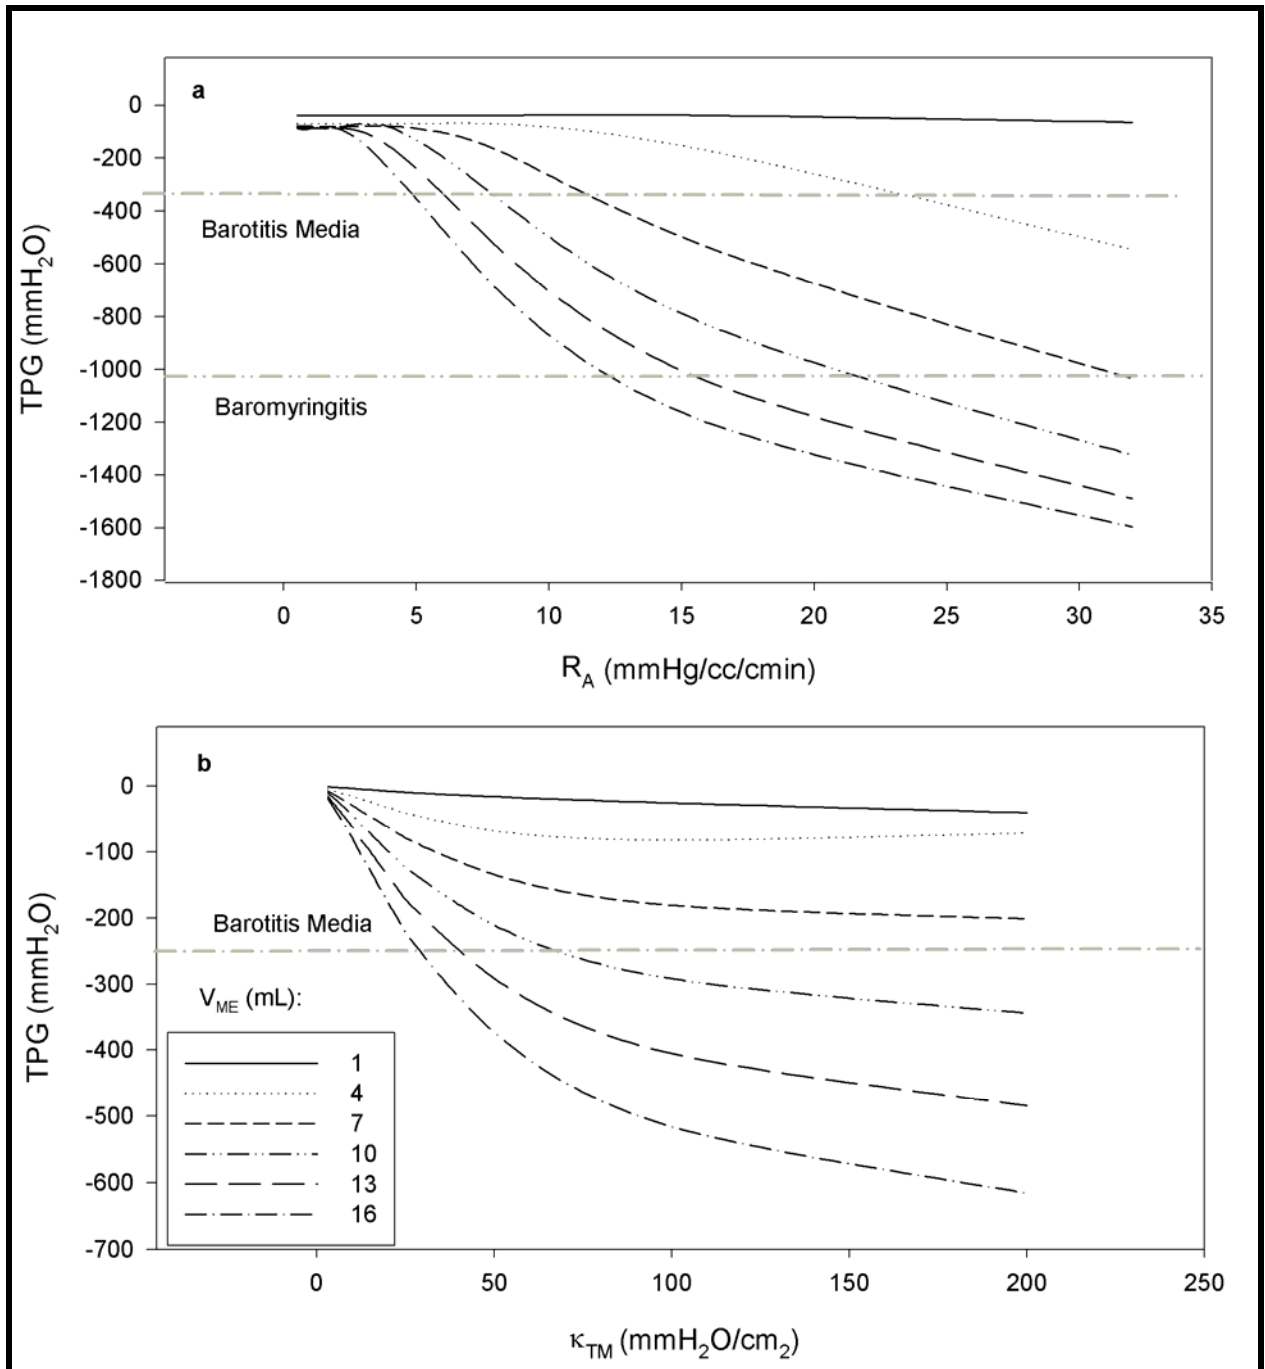 a
0
-200
-400
-600
-800
-1000
-1200
-1400
-1600
-1800
TPG (mmH2O)
Barotitis Media
Baromyringitis
0 5 10 15 20 25 30 35
RA (mmHg/cc/cmin)
b
0
-100
-200
-300
-400
-500
-600
-700
TPG (mmH2O)
Barotitis Media
VME (mL):
1
4
7
10
13
16
0 50 100 150 200 250
κTM (mmH2O/cm2)